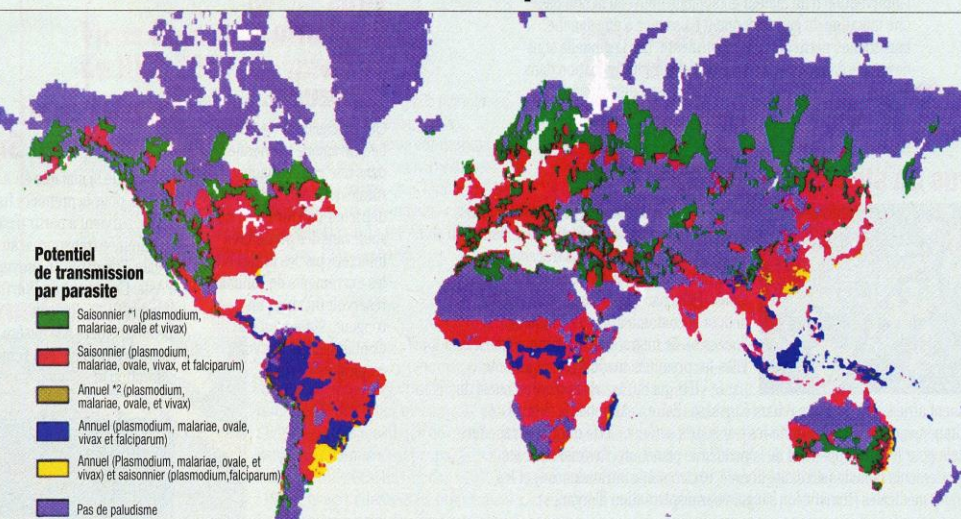 Potentiel
de transmission
par parasite
Saisonnier *1 (plasmodium,
malariae, ovale et vivax)
Saisonnier (plasmodium,
malariae, ovale, vivax, et falciparum)
Annuel *2 (plasmodium,
malariae, ovale, et vivax)
Annuel (plasmodium, malariae, ovale,
vivax et falciparum)
Annuel (Plasmodium, malariae, ovale, et
vivax) et saisonnier (plasmodium,falciparum)
Pas de paludisme